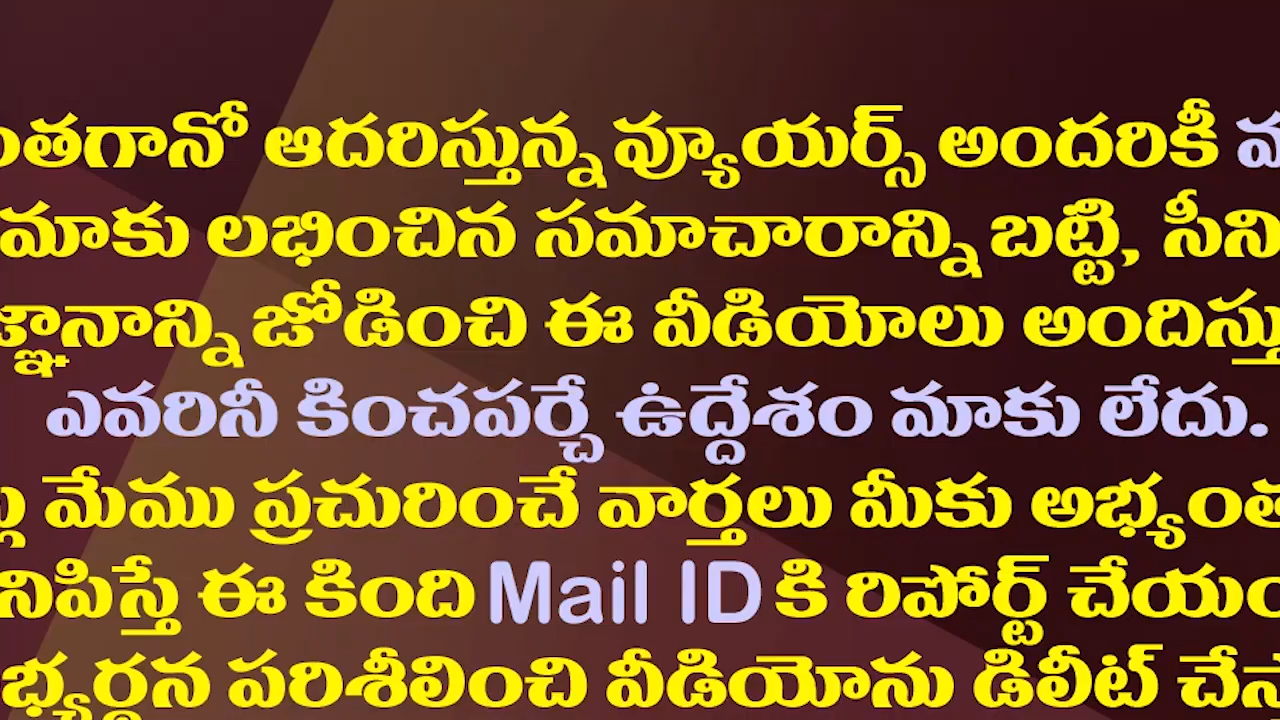 ఆదరిస్తున్న వ్యూయర్స్ అందరికీ
మాకు లభించిన సమాచారాన్ని బట్టి,
జోడించి ఈ వీడియోలు
ఎవరినీ కించపర్చే ఉద్దేశం మాకు లేదు.
మేము ప్రచురించే వార్తలు మీకు
ఈ కింది Mail ID కి రిపోర్ట్
పరిశీలించి వీడియోను డిలీట్